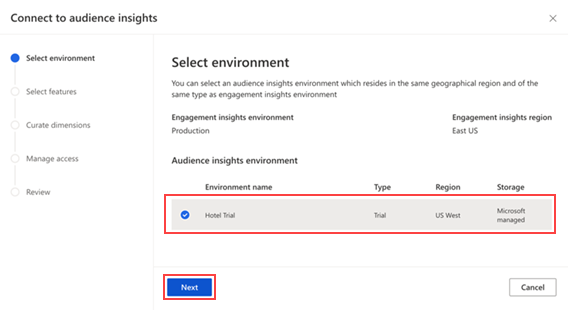 Connect to audience insights
Select environment
Select features
Curate dimensions
Manage access
Review
Select environment
You can select an audience insights environment which resides in the same geographical region and of the
same type as engagement insights environment
Engagement insights environment Engagement insights region
Production East US
Audience insights environment
Environment name Type Region Storage
Hotel Trial Trial US West Microsoft
managed
Next Cancel